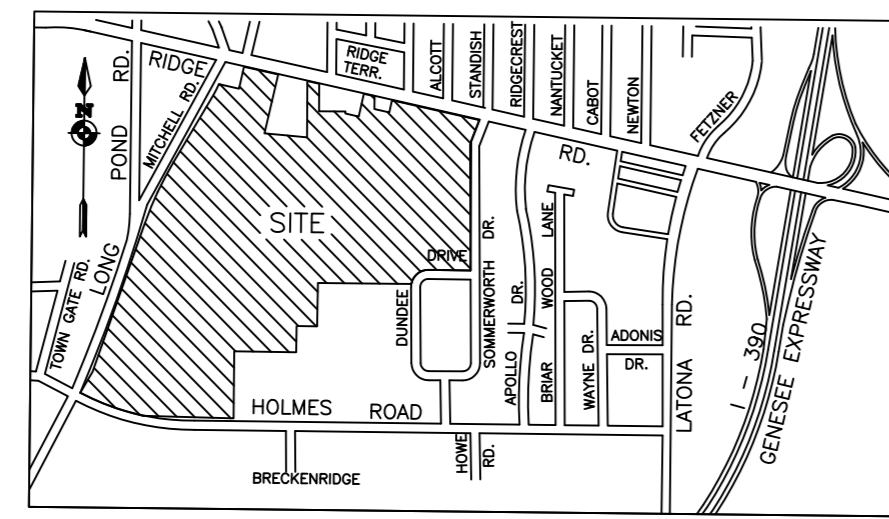 RIDGE
RD.
LONG
POND
RD.
MITCHELL RD.
RIDGE
TERR.
ALCOTT
STANDISH
RIDGECREST
NANTUCKET
CABOT
NEWTON
FETZNER
N
SITE
TOWN GATE RD.
DUNDEE
DRIVE
SOMMERWORTH DR.
APOLLO DR.
BRIAR WOOD LANE
WAYNE DR.
ADONIS
DR.
LATONA RD.
I - 390
GENESEE EXPRESSWAY
HOLMES ROAD
HOWE
RD.
BRECKENRIDGE